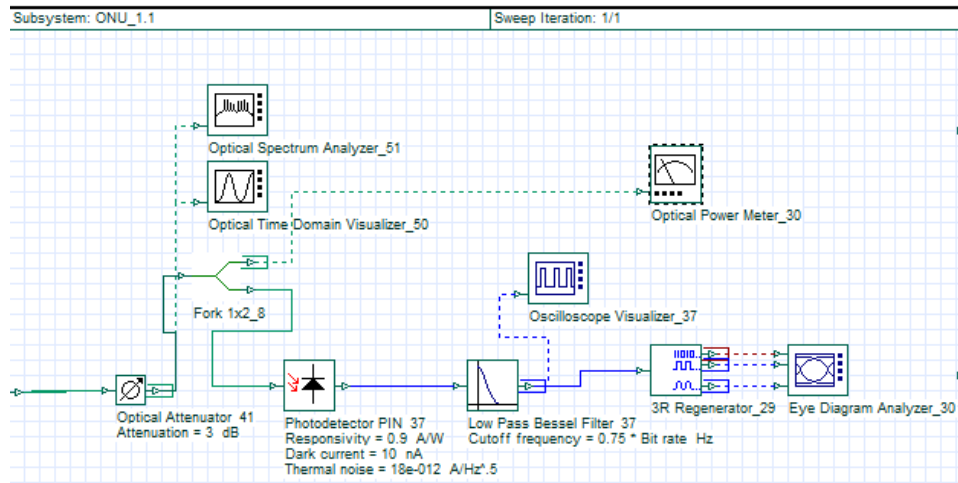 Subsystem: ONU_1.1
Sweep Iteration: 1/1
Optical Spectrum Analyzer_51
Optical Time Domain Visualizer_50
Optical Power Meter_30
Fork 1x2_8
Oscilloscope Visualizer_37
Optical Attenuator_41
Attenuation = 3 dB
Photodetector PIN_37
Responsivity = 0.9 A/W
Dark current = 10 nA
Thermal noise = 18e-012 A/Hz^.5
Low Pass Bessel Filter_37
Cutoff frequency = 0.75 * Bit rate Hz
3R Regenerator_29
Eye Diagram Analyzer_30